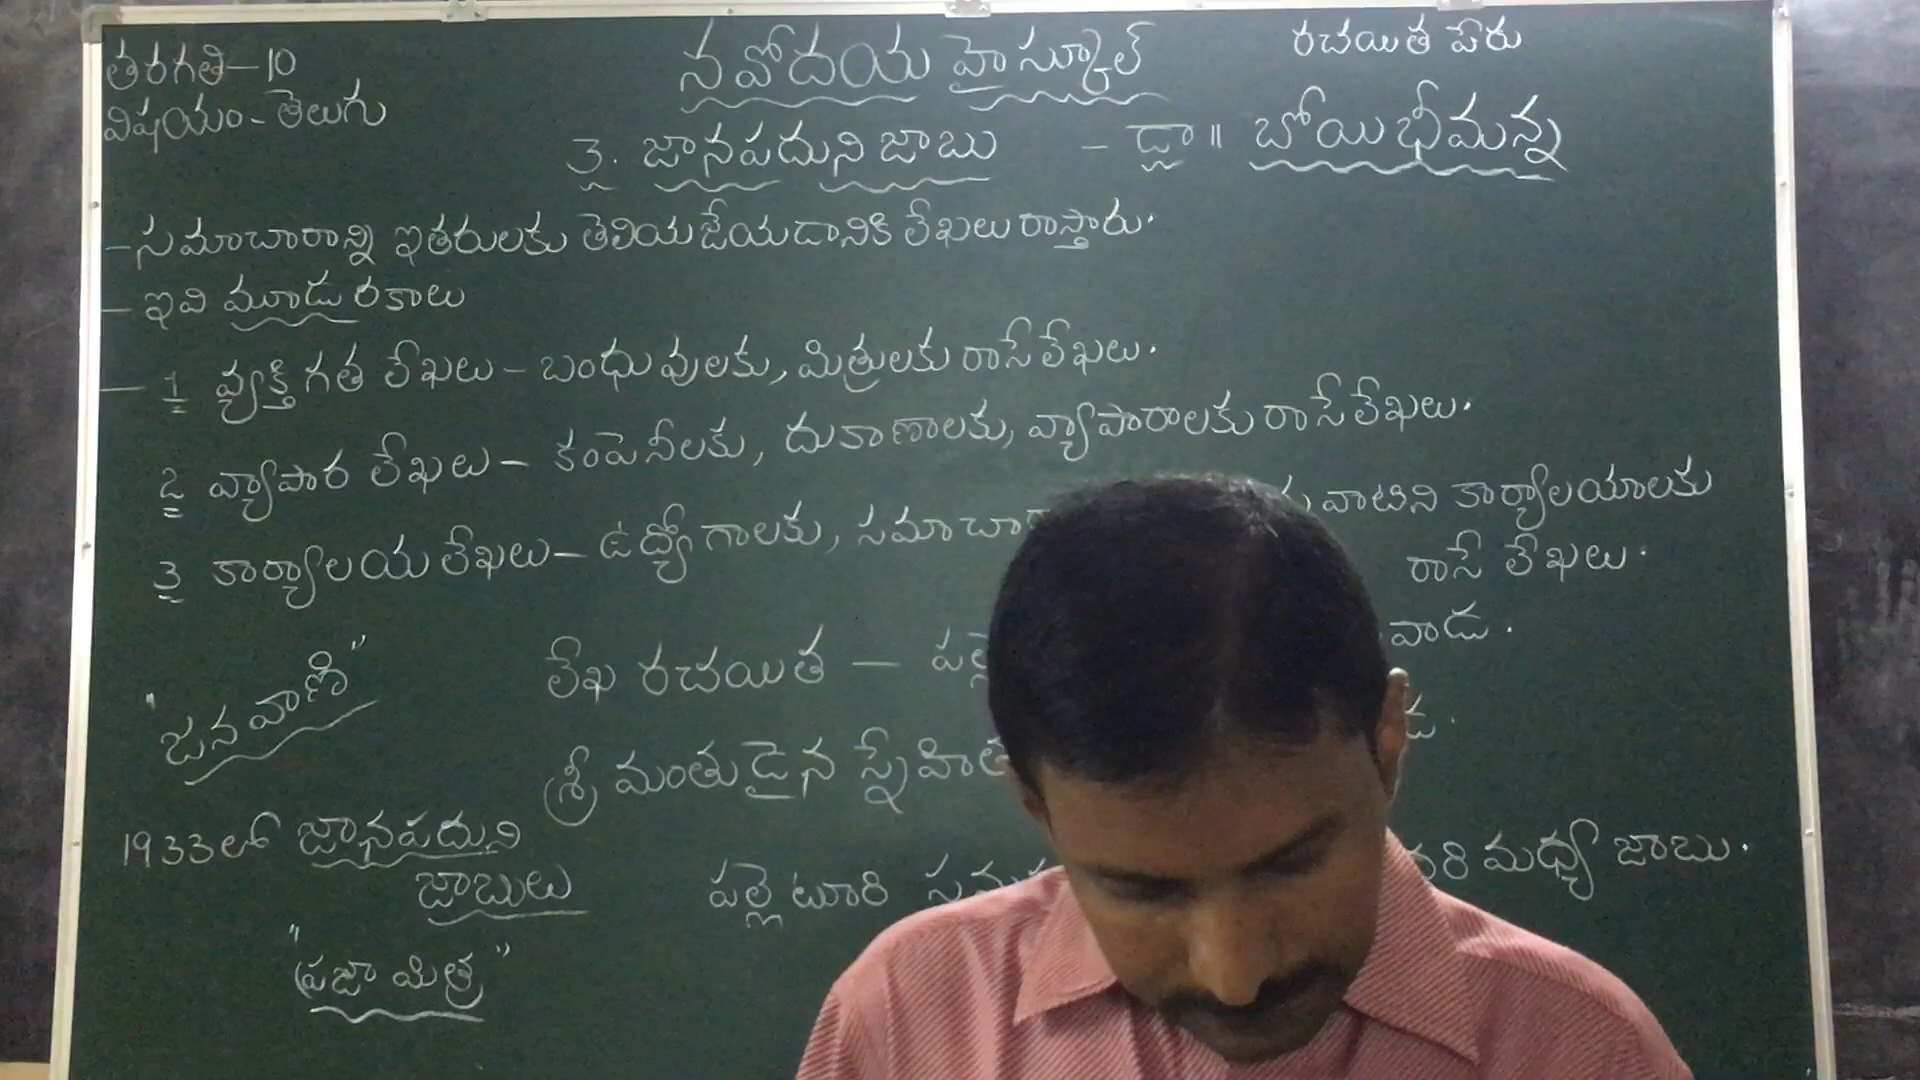 తరగతి-10
విషయం-తెలుగు
నవోదయ హైస్కూల్
రచయిత పేరు
3. జానపదుని జాబు - డా॥ బోయి భీమన్న
-సమాచారాన్ని ఇతరులకు తెలియజేయడానికి లేఖలు రాస్తారు.
- ఇవి మూడు రకాలు
- 1 వ్యక్తిగత లేఖలు - బంధువులకు, మిత్రులకు రాసే లేఖలు.
2 వ్యాపార లేఖలు - కంపెనీలకు, దుకాణాలకు, వ్యాపారాలకు రాసే లేఖలు.
3 కార్యాలయ లేఖలు - ఉద్యోగాలకు, వాటిని కార్యాలయాలకు
రాసే లేఖలు.
లేఖ రచయిత -
"జనవాణి"
శ్రీమంతుడైన
1933లో జానపదుని
జాబులు
పల్లెటూరి మధ్య జాబు.
"ప్రజామిత్ర"